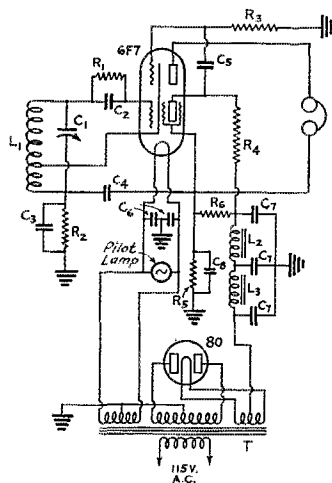 R3
6F7
R1
C5
C2
L1
C1
R4
C4
C6
R6
C7
C3
R2
L2
Pilot
Lamp
C8
C7
R5
L3
C7
80
T
115 V.
A.C.